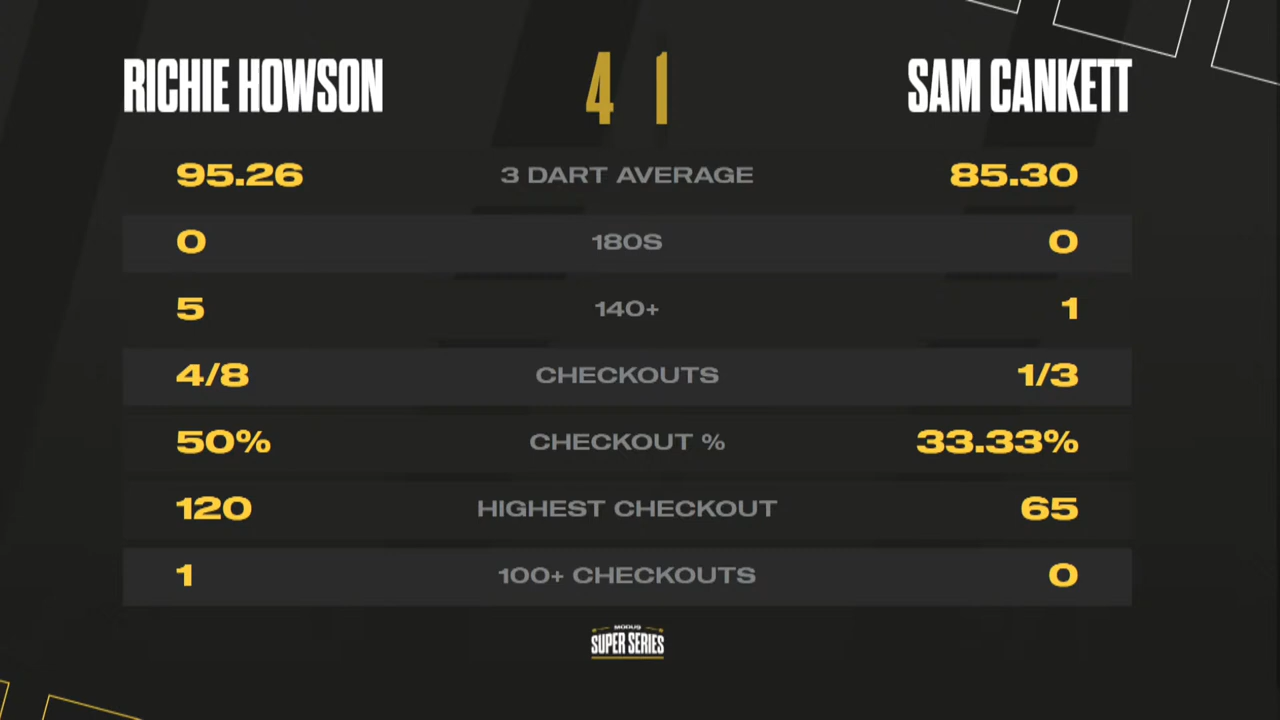 RICHIE HOWSON 4 1 SAM CANKETT
95.26 3 DART AVERAGE 85.30
0 180S 0
5 140+ 1
4/8 CHECKOUTS 1/3
50% CHECKOUT % 33.33%
120 HIGHEST CHECKOUT 65
1 100+ CHECKOUTS 0
MODUS
SUPER SERIES